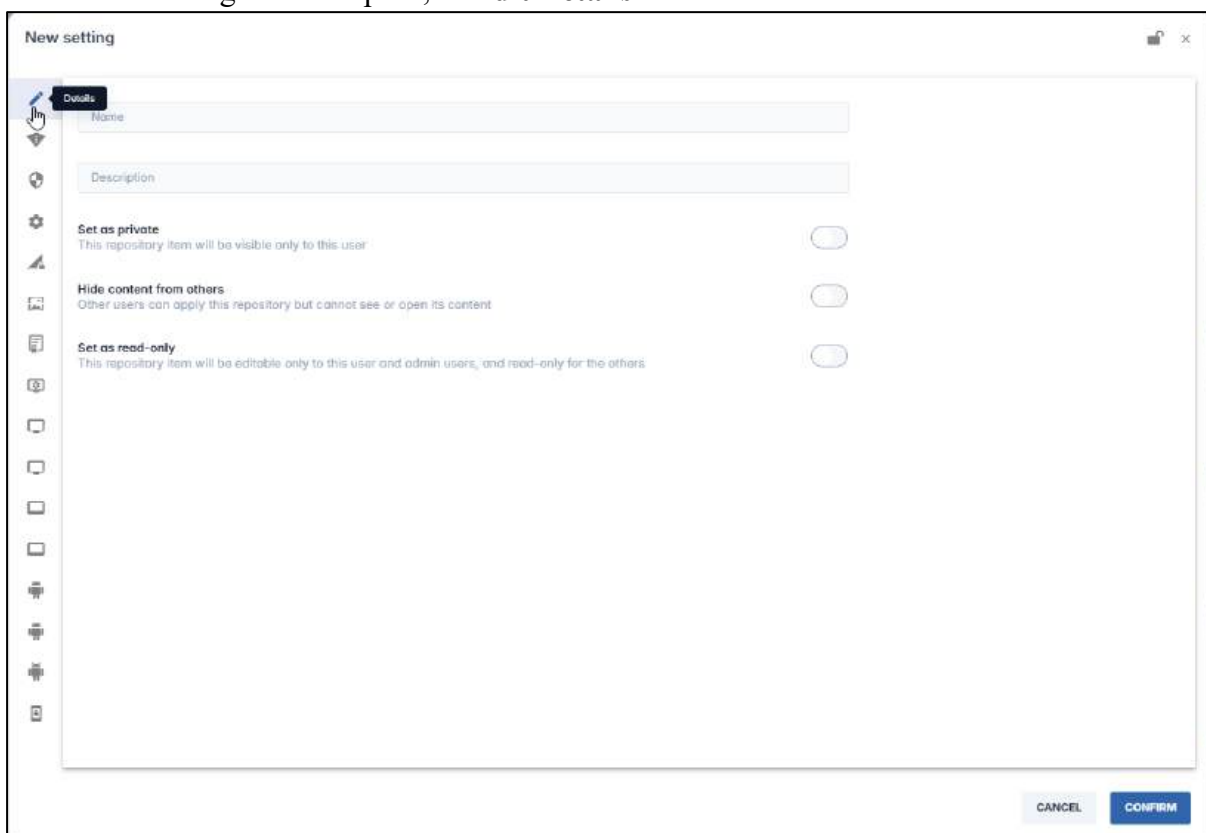 New setting
Details
Name
Description
Set as private
This repository item will be visible only to this user
Hide content from others
Other users can apply this repository but cannot see or open its content
Set as read-only
This repository item will be editable only to this user and admin users, and read-only for the others
CANCEL
CONFIRM